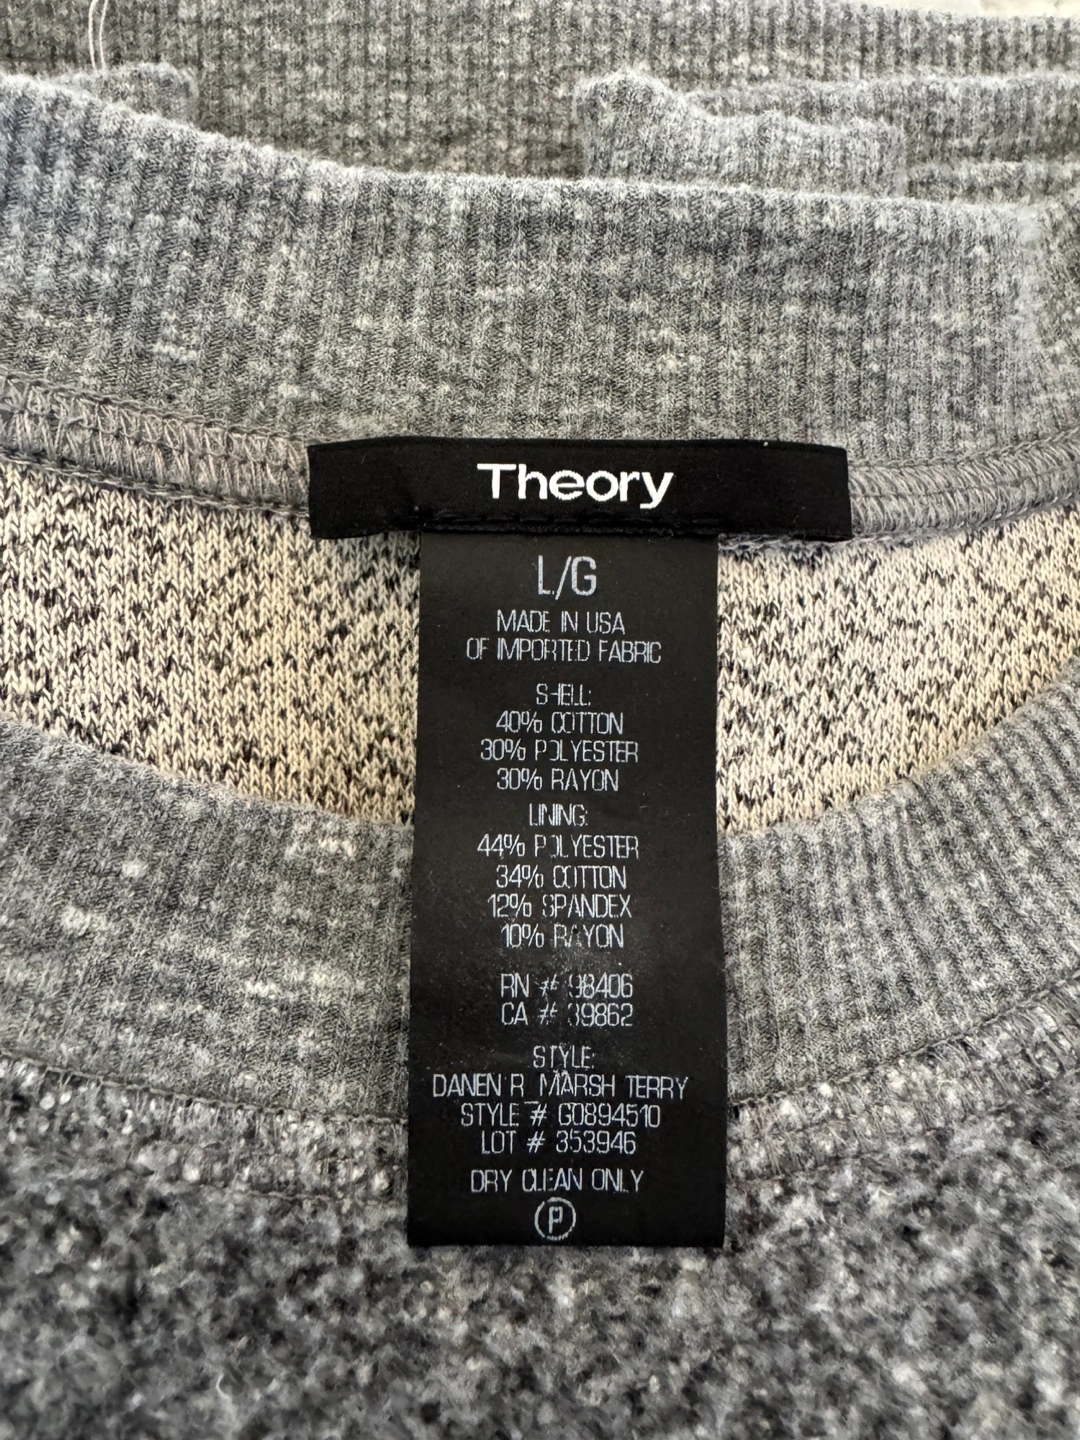 Theory
L/G
MADE IN USA
OF IMPORTED FABRIC
SHELL:
40% COTTON
30% POLYESTER
30% RAYON
LINING:
44% POLYESTER
34% COTTON
12% SPANDEX
10% RAYON
RN # 98406
CA # 39862
STYLE:
DANEN R_MARSH TERRY
STYLE # G0894510
LOT # 353946
DRY CLEAN ONLY
P